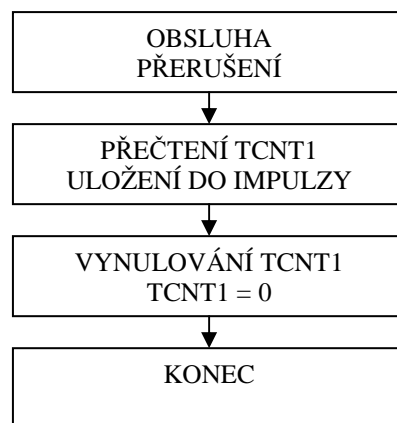 OBSLUHA
PŘERUŠENÍ
PŘEČTENÍ TCNT1
ULOŽENÍ DO IMPULZY
VYNULOVÁNÍ TCNT1
TCNT1 = 0
KONEC